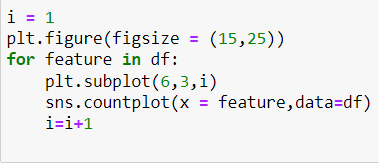 i = 1
plt.figure(figsize = (15,25))
for feature in df:
    plt.subplot(6,3,i)
    sns.countplot(x = feature,data=df)
    i=i+1